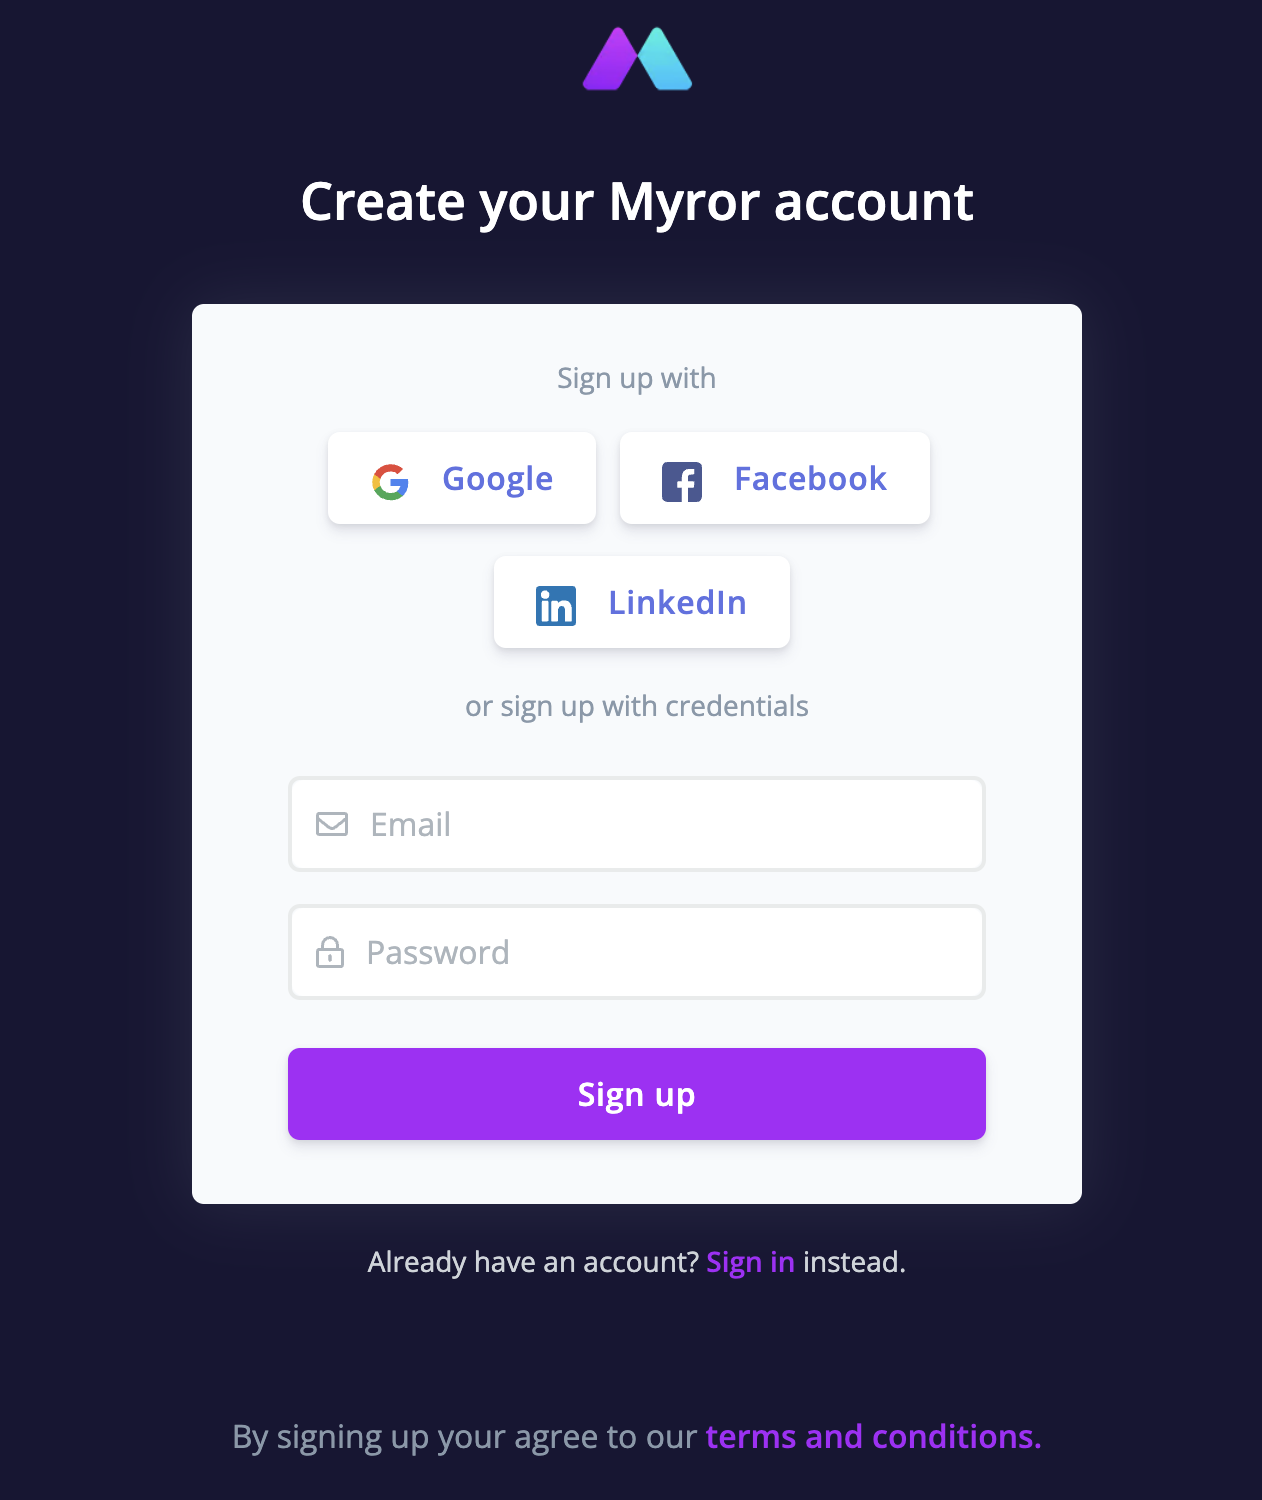 Create your Myror account
Sign up with
Google
Facebook
LinkedIn
or sign up with credentials
Email
Password
Sign up
Already have an account? Sign in instead.
By signing up your agree to our terms and conditions.